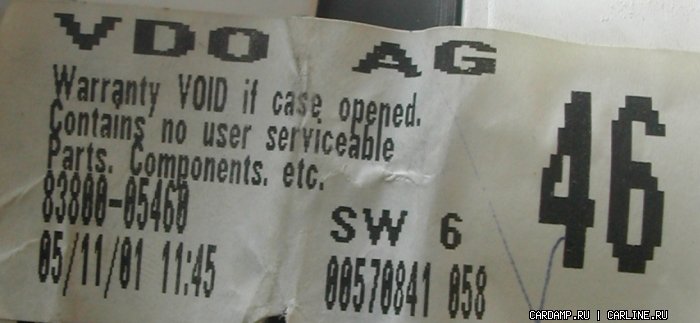 VDO AG
Warranty VOID if case opened.
Contains no user serviceable
Parts. Components. etc.
83800-05460
05/11/01 11:45
SW 6
00570841 058
46
CARDAMP.RU | CARLINE.RU